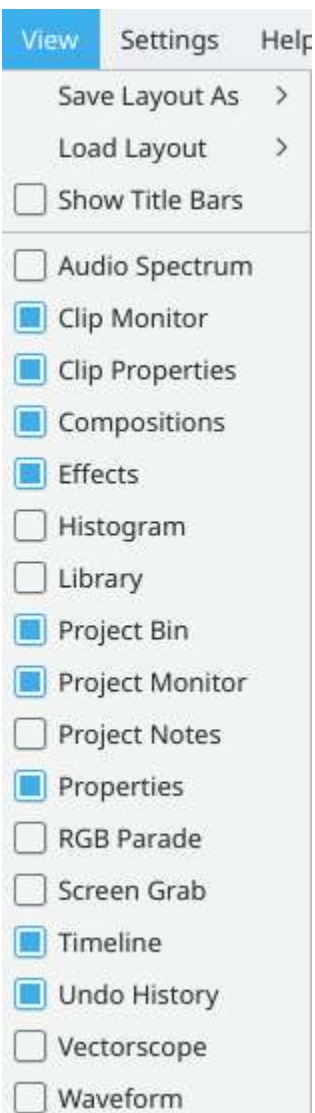 View Settings Help
Save Layout As >
Load Layout >
Show Title Bars
Audio Spectrum
Clip Monitor
Clip Properties
Compositions
Effects
Histogram
Library
Project Bin
Project Monitor
Project Notes
Properties
RGB Parade
Screen Grab
Timeline
Undo History
Vectorscope
Waveform